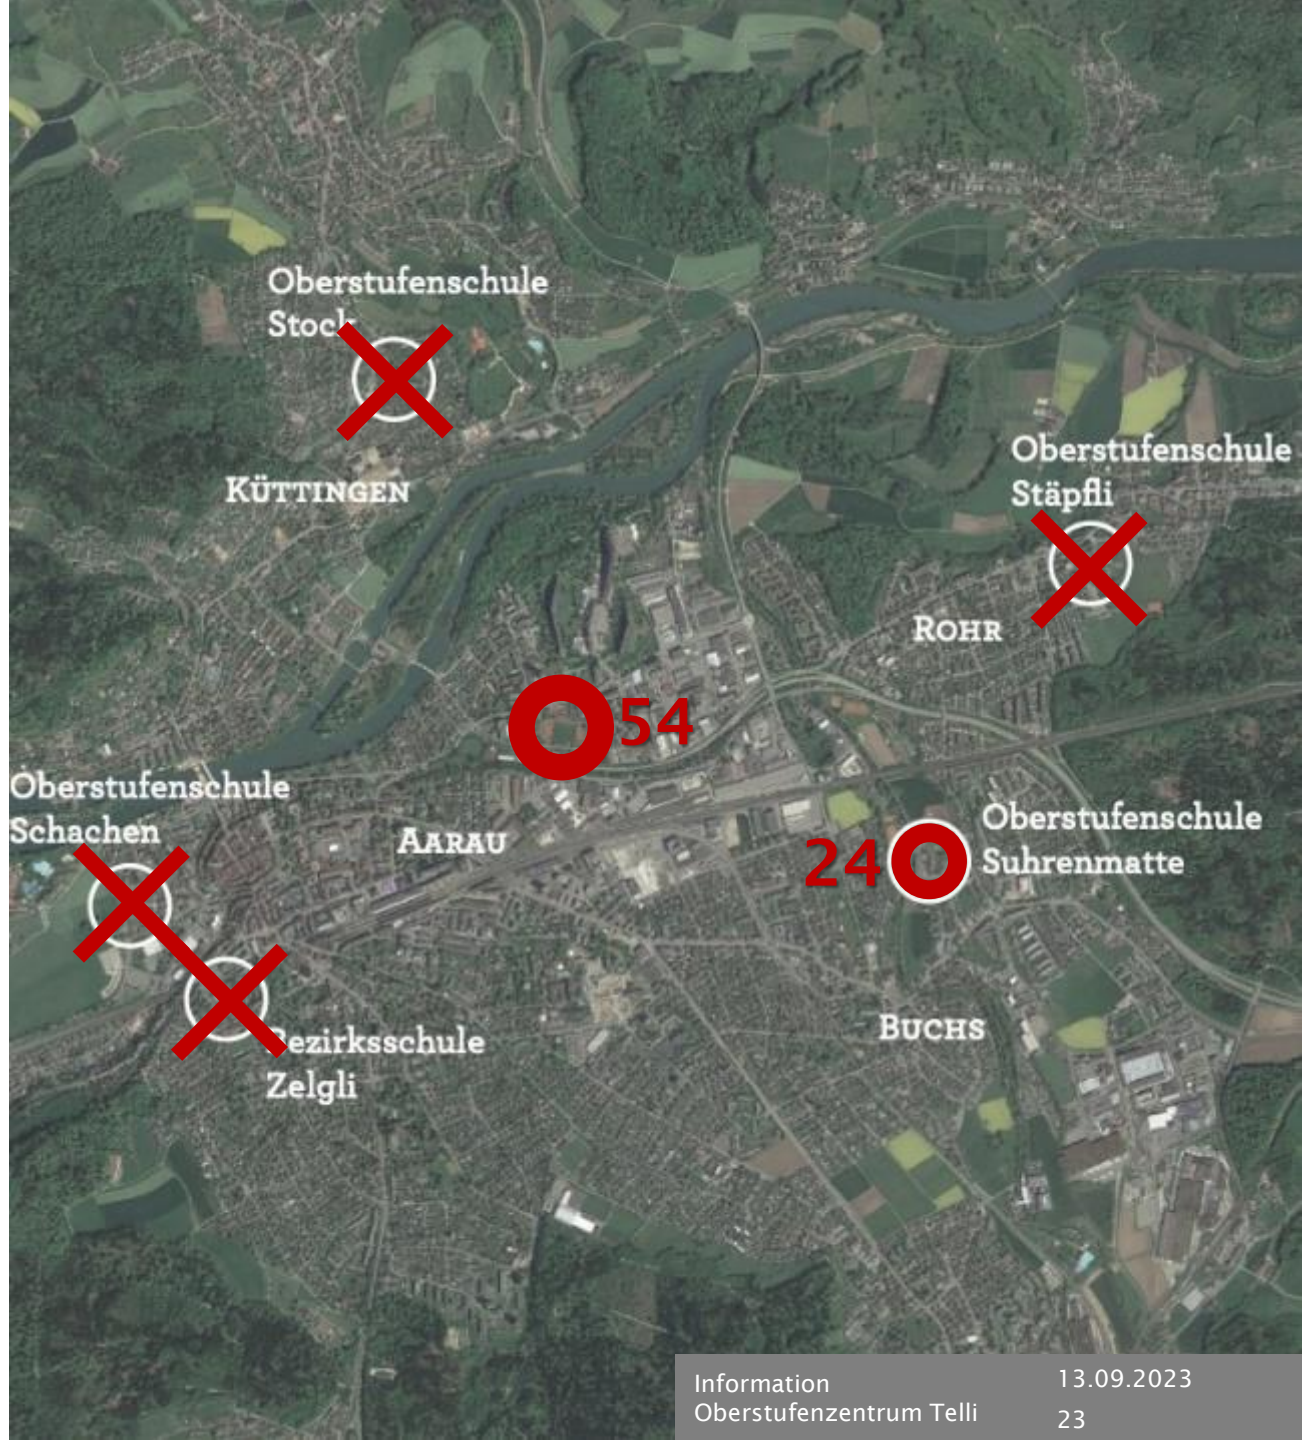 Oberstufenschule
Stock
KÜTTINGEN
Oberstufenschule
Stäpfli
ROHR
54
Oberstufenschule
Schachen
AARAU
24
Oberstufenschule
Suhrenmatte
BUCHS
Bezirksschule
Zelgli
Information
Oberstufenzentrum Telli
13.09.2023
23